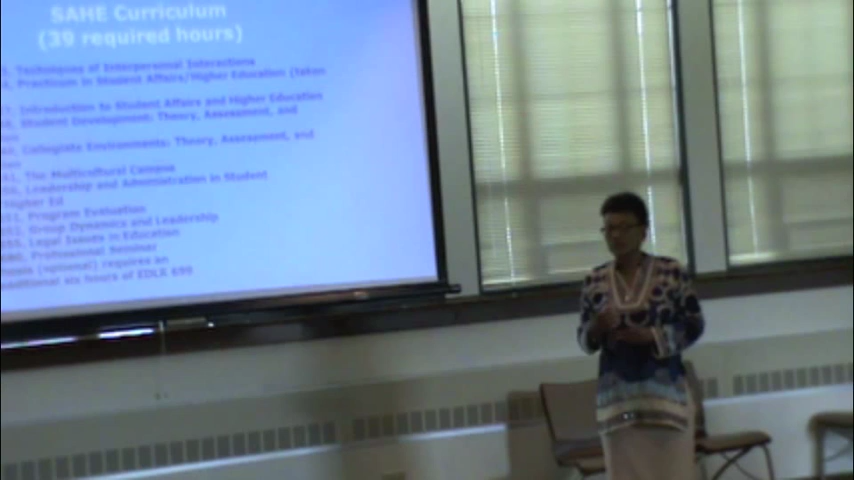 SAHE Curriculum
(39 required hours)
Techniques of Interpersonal Interactions
Practicum in Student Affairs/Higher Education (taken
Introduction to Student Affairs and Higher Education
Student Development: Theory, Assessment, and
Collegiate Environments: Theory, Assessment, and
The Multicultural Campus
Leadership and Administration in Student
Higher Ed
Program Evaluation
Group Dynamics and Leadership
Legal Issues in Education
Professional Seminar
(optional) requires an
additional six hours of EDLR 699